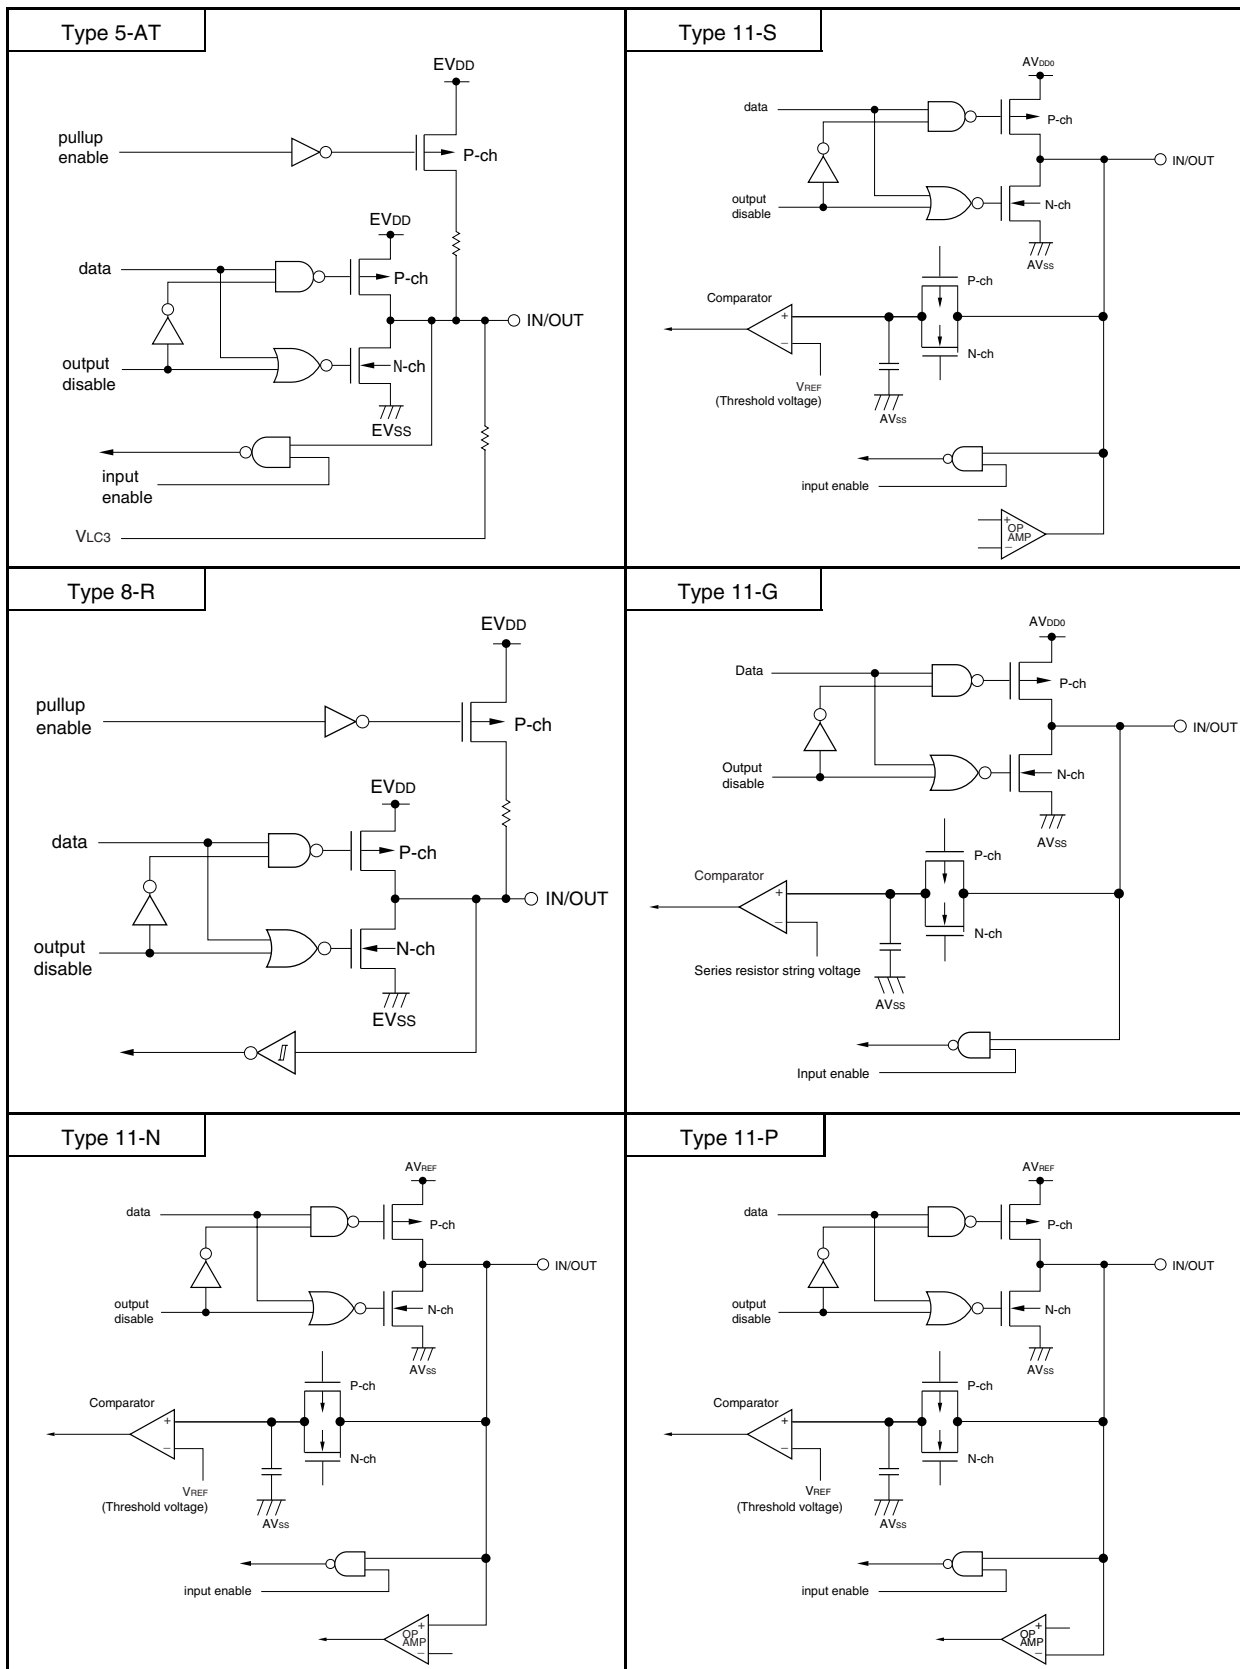 Type 5-AT
EVDD
pullup
enable
P-ch
EVDD
data
P-ch
IN/OUT
output
disable
N-ch
EVSS
input
enable
VLC3
Type 11-S
AVDD0
data
P-ch
IN/OUT
output
disable
N-ch
AVSS
P-ch
Comparator
+
−
N-ch
VREF
(Threshold voltage)
AVSS
input enable
+
OP
AMP
−
Type 8-R
EVDD
pullup
enable
P-ch
EVDD
data
P-ch
IN/OUT
output
disable
N-ch
EVSS
Type 11-G
AVDD0
Data
P-ch
IN/OUT
Output
disable
N-ch
AVSS
P-ch
Comparator
+
−
N-ch
Series resistor string voltage
AVSS
Input enable
Type 11-N
AVREF
data
P-ch
IN/OUT
output
disable
N-ch
AVSS
P-ch
Comparator
+
−
N-ch
VREF
(Threshold voltage)
AVSS
input enable
OP +
AMP
−
Type 11-P
AVREF
data
P-ch
IN/OUT
output
disable
N-ch
AVSS
P-ch
Comparator
+
−
N-ch
VREF
(Threshold voltage)
AVSS
input enable
OP +
AMP
−